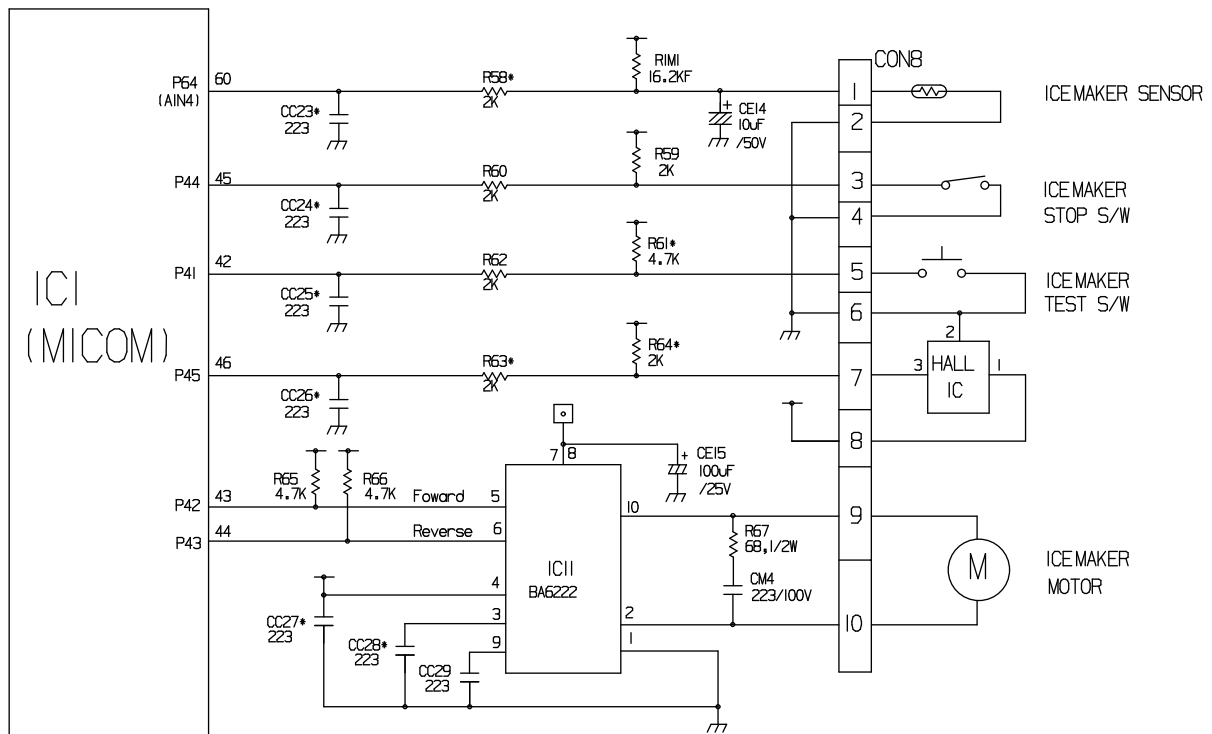 IC1
(MICOM)
P64
(AIN4)
60
CC23*
223
R58*
2K
RIM1
16.2KF
+
CE14
10uF
/50V
CON8
1
2
ICEMAKER SENSOR
P44
45
CC24*
223
R60
2K
R59
2K
3
4
ICEMAKER
STOP S/W
P41
42
CC25*
223
R62
2K
R61*
4.7K
5
6
ICEMAKER
TEST S/W
P45
46
CC26*
223
R63*
2K
R64*
2K
7
8
2
3
HALL
IC
1
7
8
+
CE15
100uF
/25V
R65
4.7K
R66
4.7K
P42
43
Foward
5
P43
44
Reverse
6
IC11
BA6222
4
3
9
10
2
1
CC27*
223
CC28*
223
CC29
223
R67
68,1/2W
CM4
223/100V
9
10
M
ICEMAKER
MOTOR